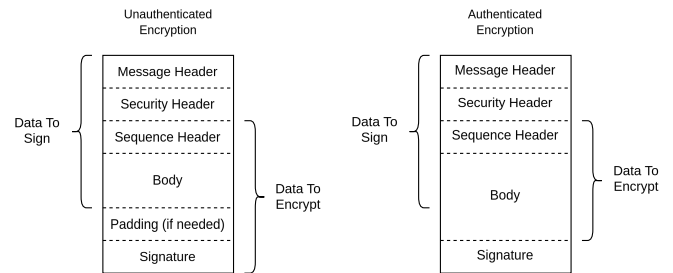 Unauthenticated
Encryption
Message Header
Security Header
Sequence Header
Body
Padding (if needed)
Signature
Data To
Sign
Data To
Encrypt
Authenticated
Encryption
Message Header
Security Header
Sequence Header
Body
Signature
Data To
Sign
Data To
Encrypt